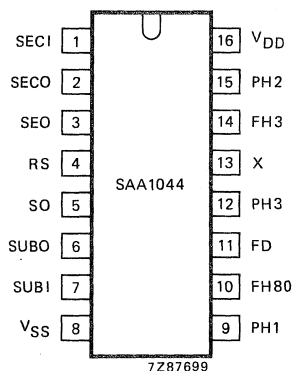 SECI 1 16 VDD
SECO 2 15 PH2
SEO 3 14 FH3
RS 4 13 X
SAA1044
SO 5 12 PH3
SUBO 6 11 FD
SUBI 7 10 FH80
VSS 8 9 PH1
7Z87699